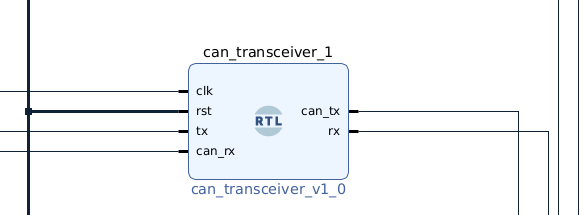 can_transceiver_1
clk
rst
can_tx
RTL
tx
rx
can_rx
can_transceiver_v1_0